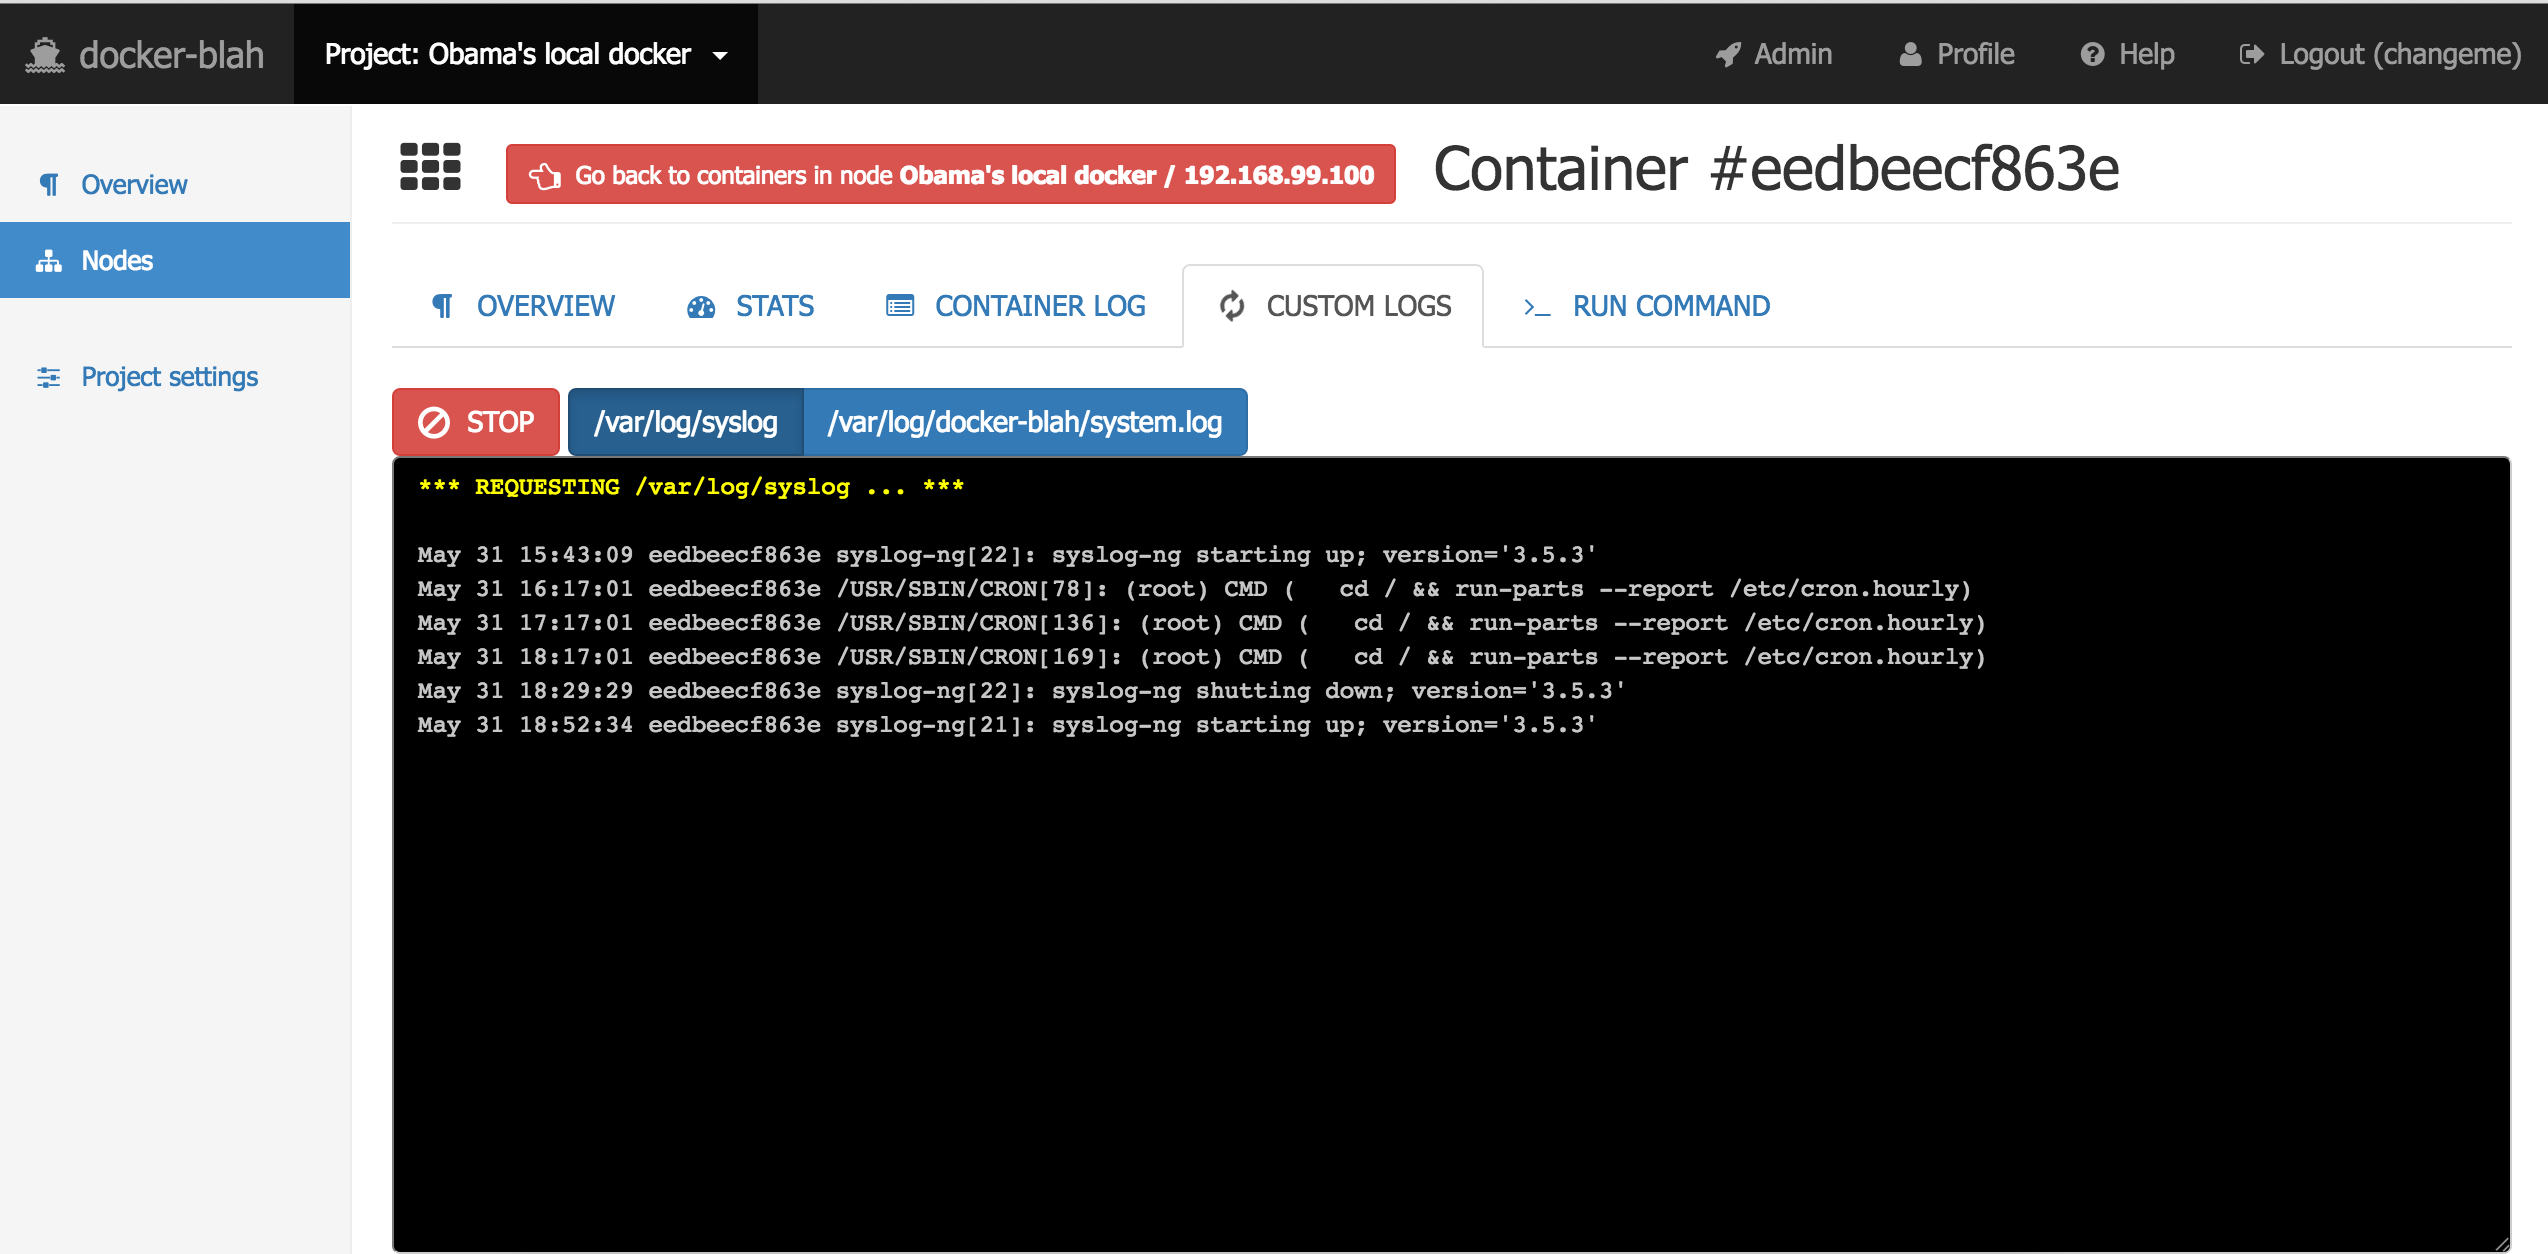 docker-blah
Project: Obama's local docker
Admin
Profile
Help
Logout (changeme)
Overview
Nodes
Project settings
Go back to containers in node Obama's local docker / 192.168.99.100
Container #eedbeecf863e
OVERVIEW
STATS
CONTAINER LOG
CUSTOM LOGS
RUN COMMAND
STOP
/var/log/syslog
/var/log/docker-blah/system.log
*** REQUESTING /var/log/syslog ... ***
May 31 15:43:09 eedbeecf863e syslog-ng[22]: syslog-ng starting up; version='3.5.3'
May 31 16:17:01 eedbeecf863e /USR/SBIN/CRON[78]: (root) CMD (   cd / && run-parts --report /etc/cron.hourly)
May 31 17:17:01 eedbeecf863e /USR/SBIN/CRON[136]: (root) CMD (   cd / && run-parts --report /etc/cron.hourly)
May 31 18:17:01 eedbeecf863e /USR/SBIN/CRON[169]: (root) CMD (   cd / && run-parts --report /etc/cron.hourly)
May 31 18:29:29 eedbeecf863e syslog-ng[22]: syslog-ng shutting down; version='3.5.3'
May 31 18:52:34 eedbeecf863e syslog-ng[21]: syslog-ng starting up; version='3.5.3'